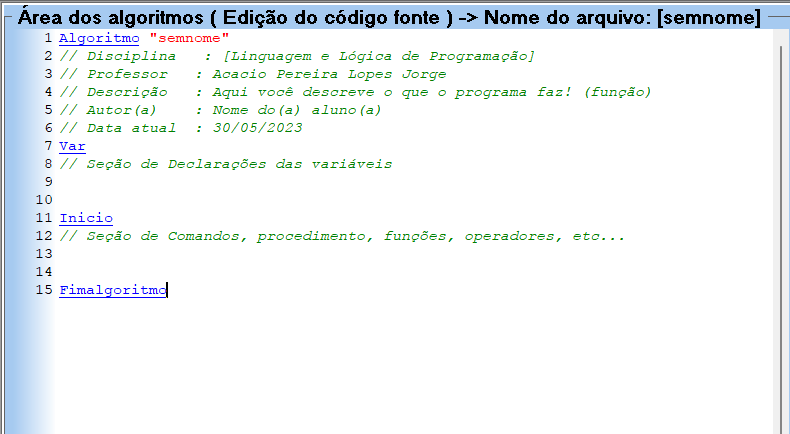 Área dos algoritmos ( Edição do código fonte ) -> Nome do arquivo: [semnome]
1 Algoritmo "semnome"
2 // Disciplina   : [Linguagem e Lógica de Programação]
3 // Professor   : Acacio Pereira Lopes Jorge
4 // Descrição   : Aqui você descreve o que o programa faz! (função)
5 // Autor(a)    : Nome do(a) aluno(a)
6 // Data atual  : 30/05/2023
7 Var
8 // Seção de Declarações das variáveis
9
10
11 Inicio
12 // Seção de Comandos, procedimento, funções, operadores, etc...
13
14
15 Fimalgoritmo